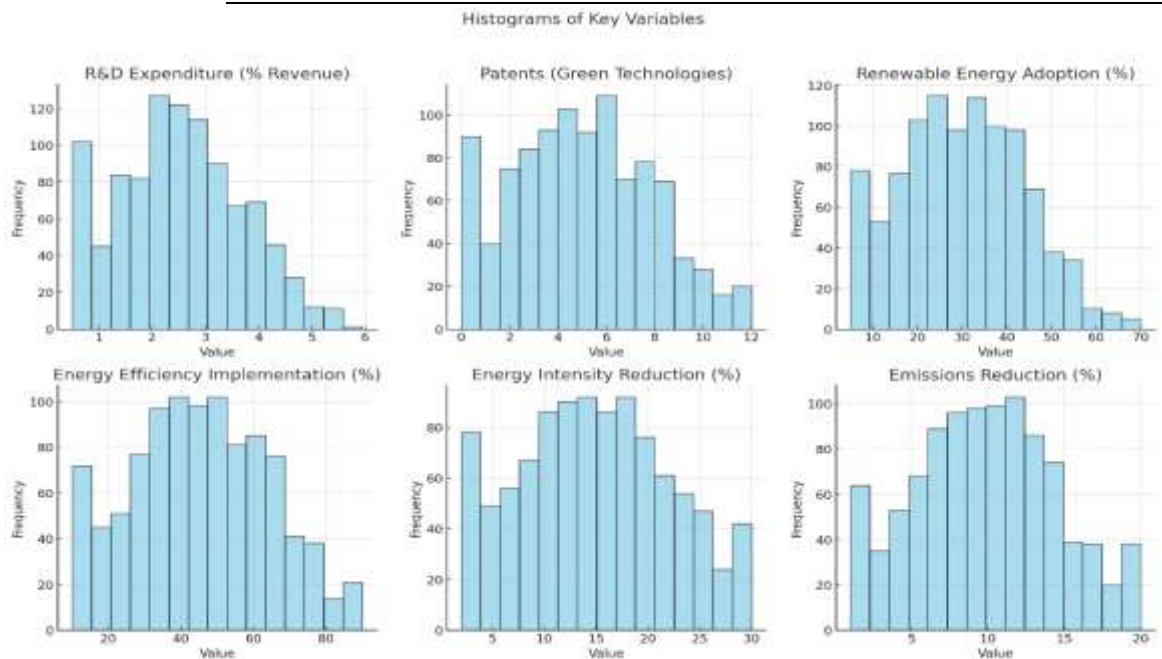 Histograms of Key Variables
R&D Expenditure (% Revenue)
Patents (Green Technologies)
Renewable Energy Adoption (%)
120
100
80
60
40
20
0
Frequency
1 2 3 4 5 6
Value
100
80
60
40
20
0
Frequency
0 2 4 6 8 10 12
Value
120
100
80
60
40
20
0
Frequency
10 20 30 40 50 60 70
Value
Energy Efficiency Implementation (%)
Energy Intensity Reduction (%)
Emissions Reduction (%)
100
80
60
40
20
0
Frequency
20 40 60 80
Value
80
60
40
20
0
Frequency
5 10 15 20 25 30
Value
100
80
60
40
20
0
Frequency
5 10 15 20
Value